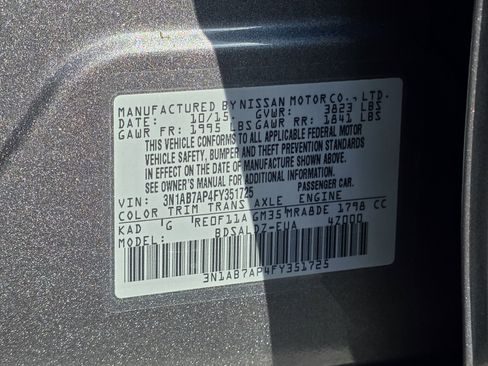 MANUFACTURED BY NISSAN MOTOR CO., LTD.
DATE: 10/15 GVWR: 3823 LBS
GAWR FR: 1995 LBS GAWR RR: 1841 LBS
THIS VEHICLE CONFORMS TO ALL APPLICABLE FEDERAL MOTOR
VEHICLE SAFETY, BUMPER AND THEFT PREVENTION STANDARDS
IN EFFECT ON THE DATE OF MANUFACTURE SHOWN ABOVE.
SEE OWNER'S MANUAL FOR ADDITIONAL INFORMATION.
VIN: 3N1AB7AP4FY351725 PASSENGER CAR
COLOR TRIM TRANS AXLE ENGINE
KAD G RE0F11A GM35 MRA8DE 1798 CC
MODEL: BDSALDZ-EUA 4Z000
3N1AB7AP4FY351725